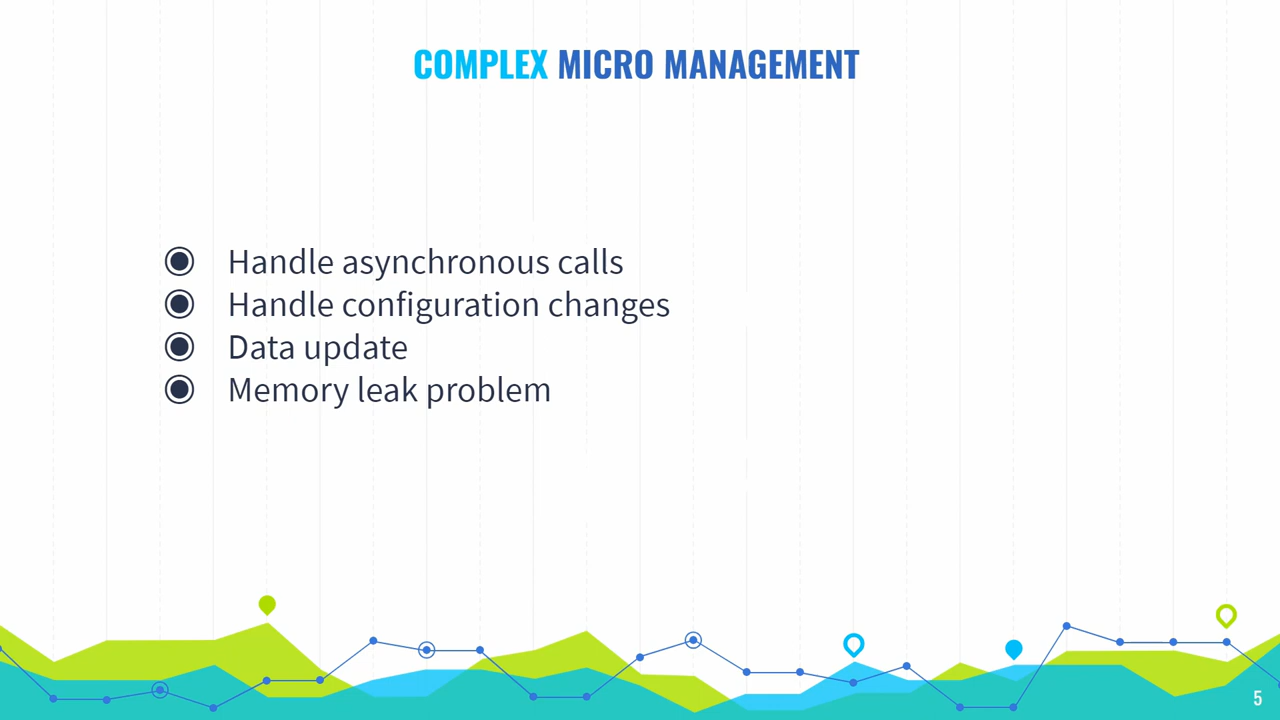 COMPLEX MICRO MANAGEMENT
Handle asynchronous calls
Handle configuration changes
Data update
Memory leak problem
5